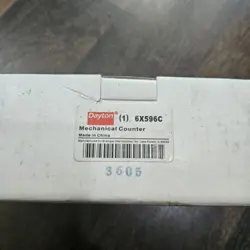 Dayton® (1) 6X596C
Mechanical Counter
Made in China
3605